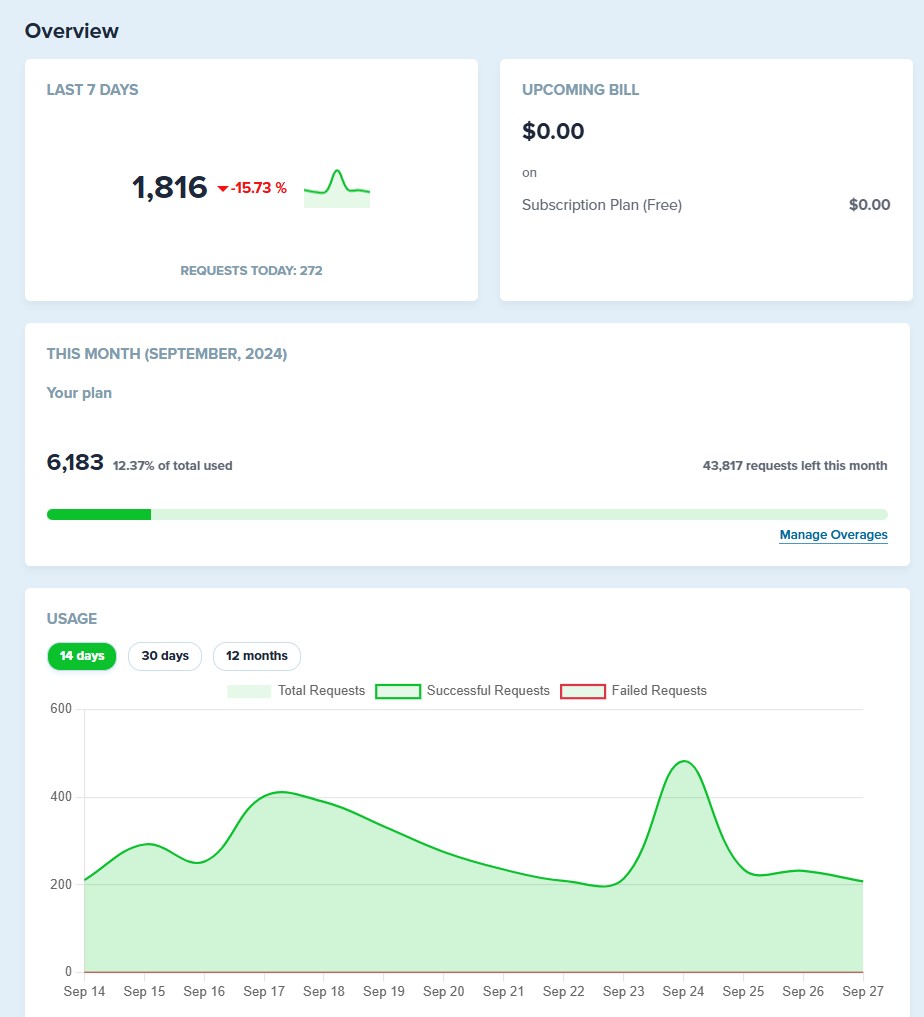 Overview
LAST 7 DAYS
1,816 -15.73 %
REQUESTS TODAY: 272
UPCOMING BILL
$0.00
on
Subscription Plan (Free) $0.00
THIS MONTH (SEPTEMBER, 2024)
Your plan
6,183 12.37% of total used 43,817 requests left this month
Manage Overages
USAGE
14 days 30 days 12 months
Total Requests Successful Requests Failed Requests
600
400
200
0
Sep 14 Sep 15 Sep 16 Sep 17 Sep 18 Sep 19 Sep 20 Sep 21 Sep 22 Sep 23 Sep 24 Sep 25 Sep 26 Sep 27